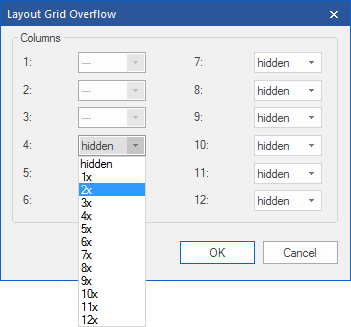 Layout Grid Overflow
Columns
1: --- 7: hidden
2: --- 8: hidden
3: --- 9: hidden
4: hidden 10: hidden
5: 11: hidden
6: 12: hidden
hidden
1x
2x
3x
4x
5x
6x
7x
8x
9x
10x
11x
12x
OK Cancel